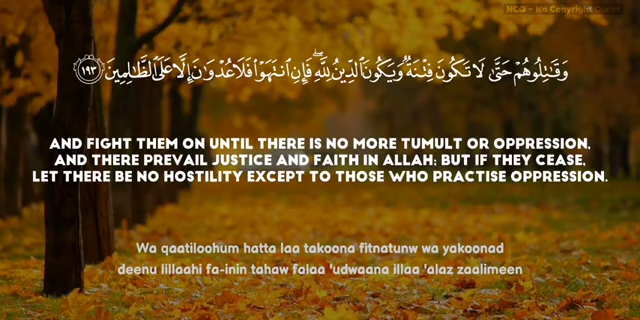 NCQ - No Copyright Quran
وَقَـٰتِلُوهُمْ حَتَّىٰ لَا تَكُونَ فِتْنَةٌ وَيَكُونَ ٱلدِّينُ لِلَّهِ ۖ فَإِنِ ٱنتَهَوْا۟ فَلَا عُدْوَٰنَ إِلَّا عَلَى ٱلظَّـٰلِمِينَ ١٩٣
AND FIGHT THEM ON UNTIL THERE IS NO MORE TUMULT OR OPPRESSION,
AND THERE PREVAIL JUSTICE AND FAITH IN ALLAH; BUT IF THEY CEASE,
LET THERE BE NO HOSTILITY EXCEPT TO THOSE WHO PRACTISE OPPRESSION.
Wa qaatiloohum hatta laa takoona fitnatunw wa yakoonad
deenu lillaahi fa-inin tahaw falaa 'udwaana illaa 'alaz zaalimeen